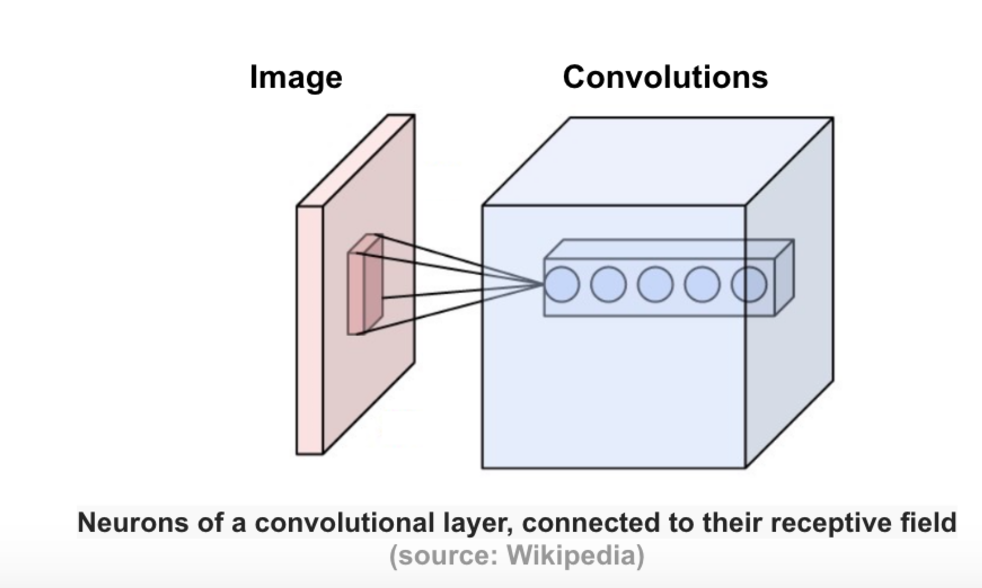 Image
Convolutions
Neurons of a convolutional layer, connected to their receptive field
(source: Wikipedia)